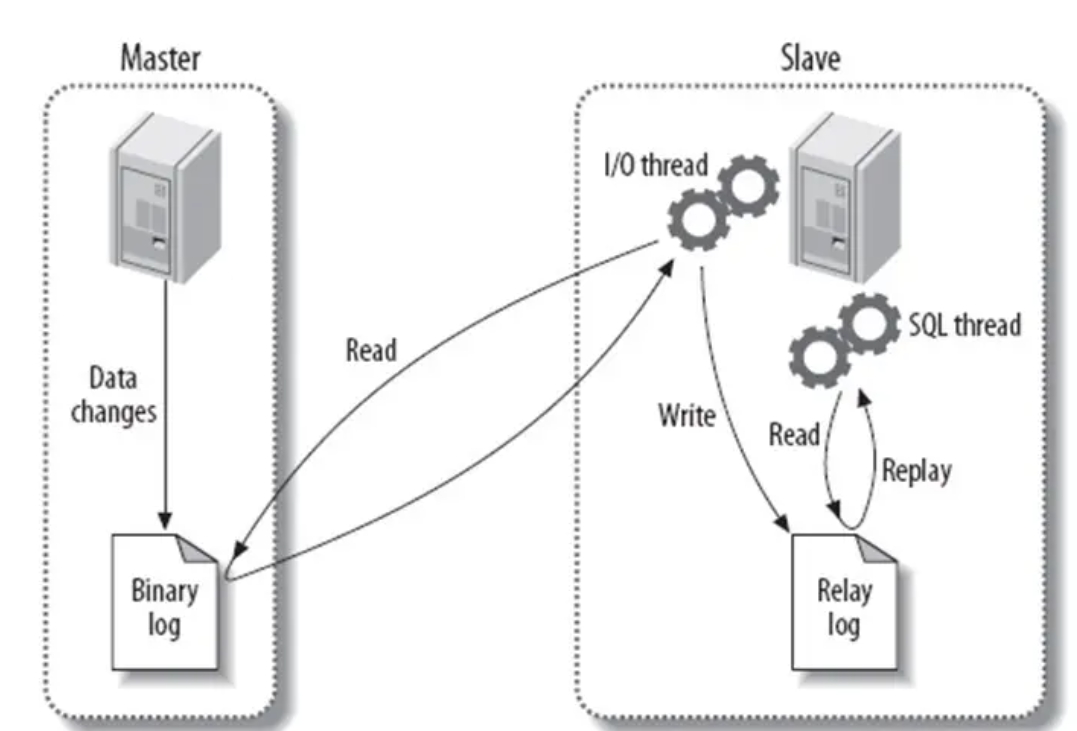 Master
Slave
I/O thread
SQL thread
Read
Data
changes
Write
Read
Replay
Binary
log
Relay
log